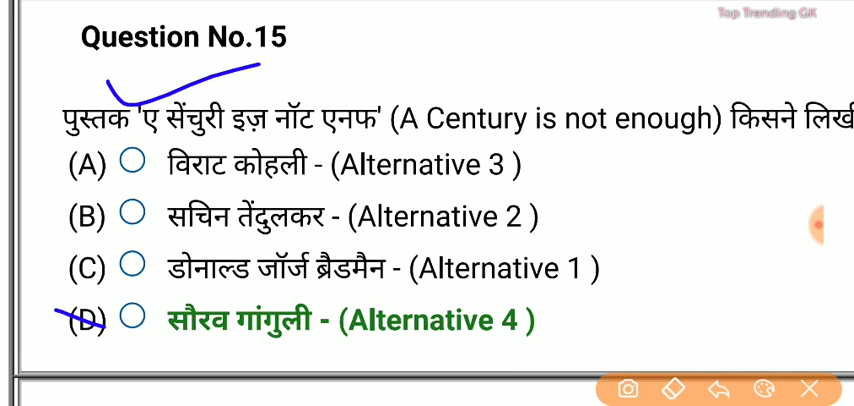 Top Trending GK
Question No.15
पुस्तक 'ए सेंचुरी इज़ नॉट एनफ' (A Century is not enough) किसने लिखी
(A) विराट कोहली - (Alternative 3 )
(B) सचिन तेंदुलकर - (Alternative 2 )
(C) डोनाल्ड जॉर्ज ब्रैडमैन - (Alternative 1 )
(D) सौरव गांगुली - (Alternative 4 )